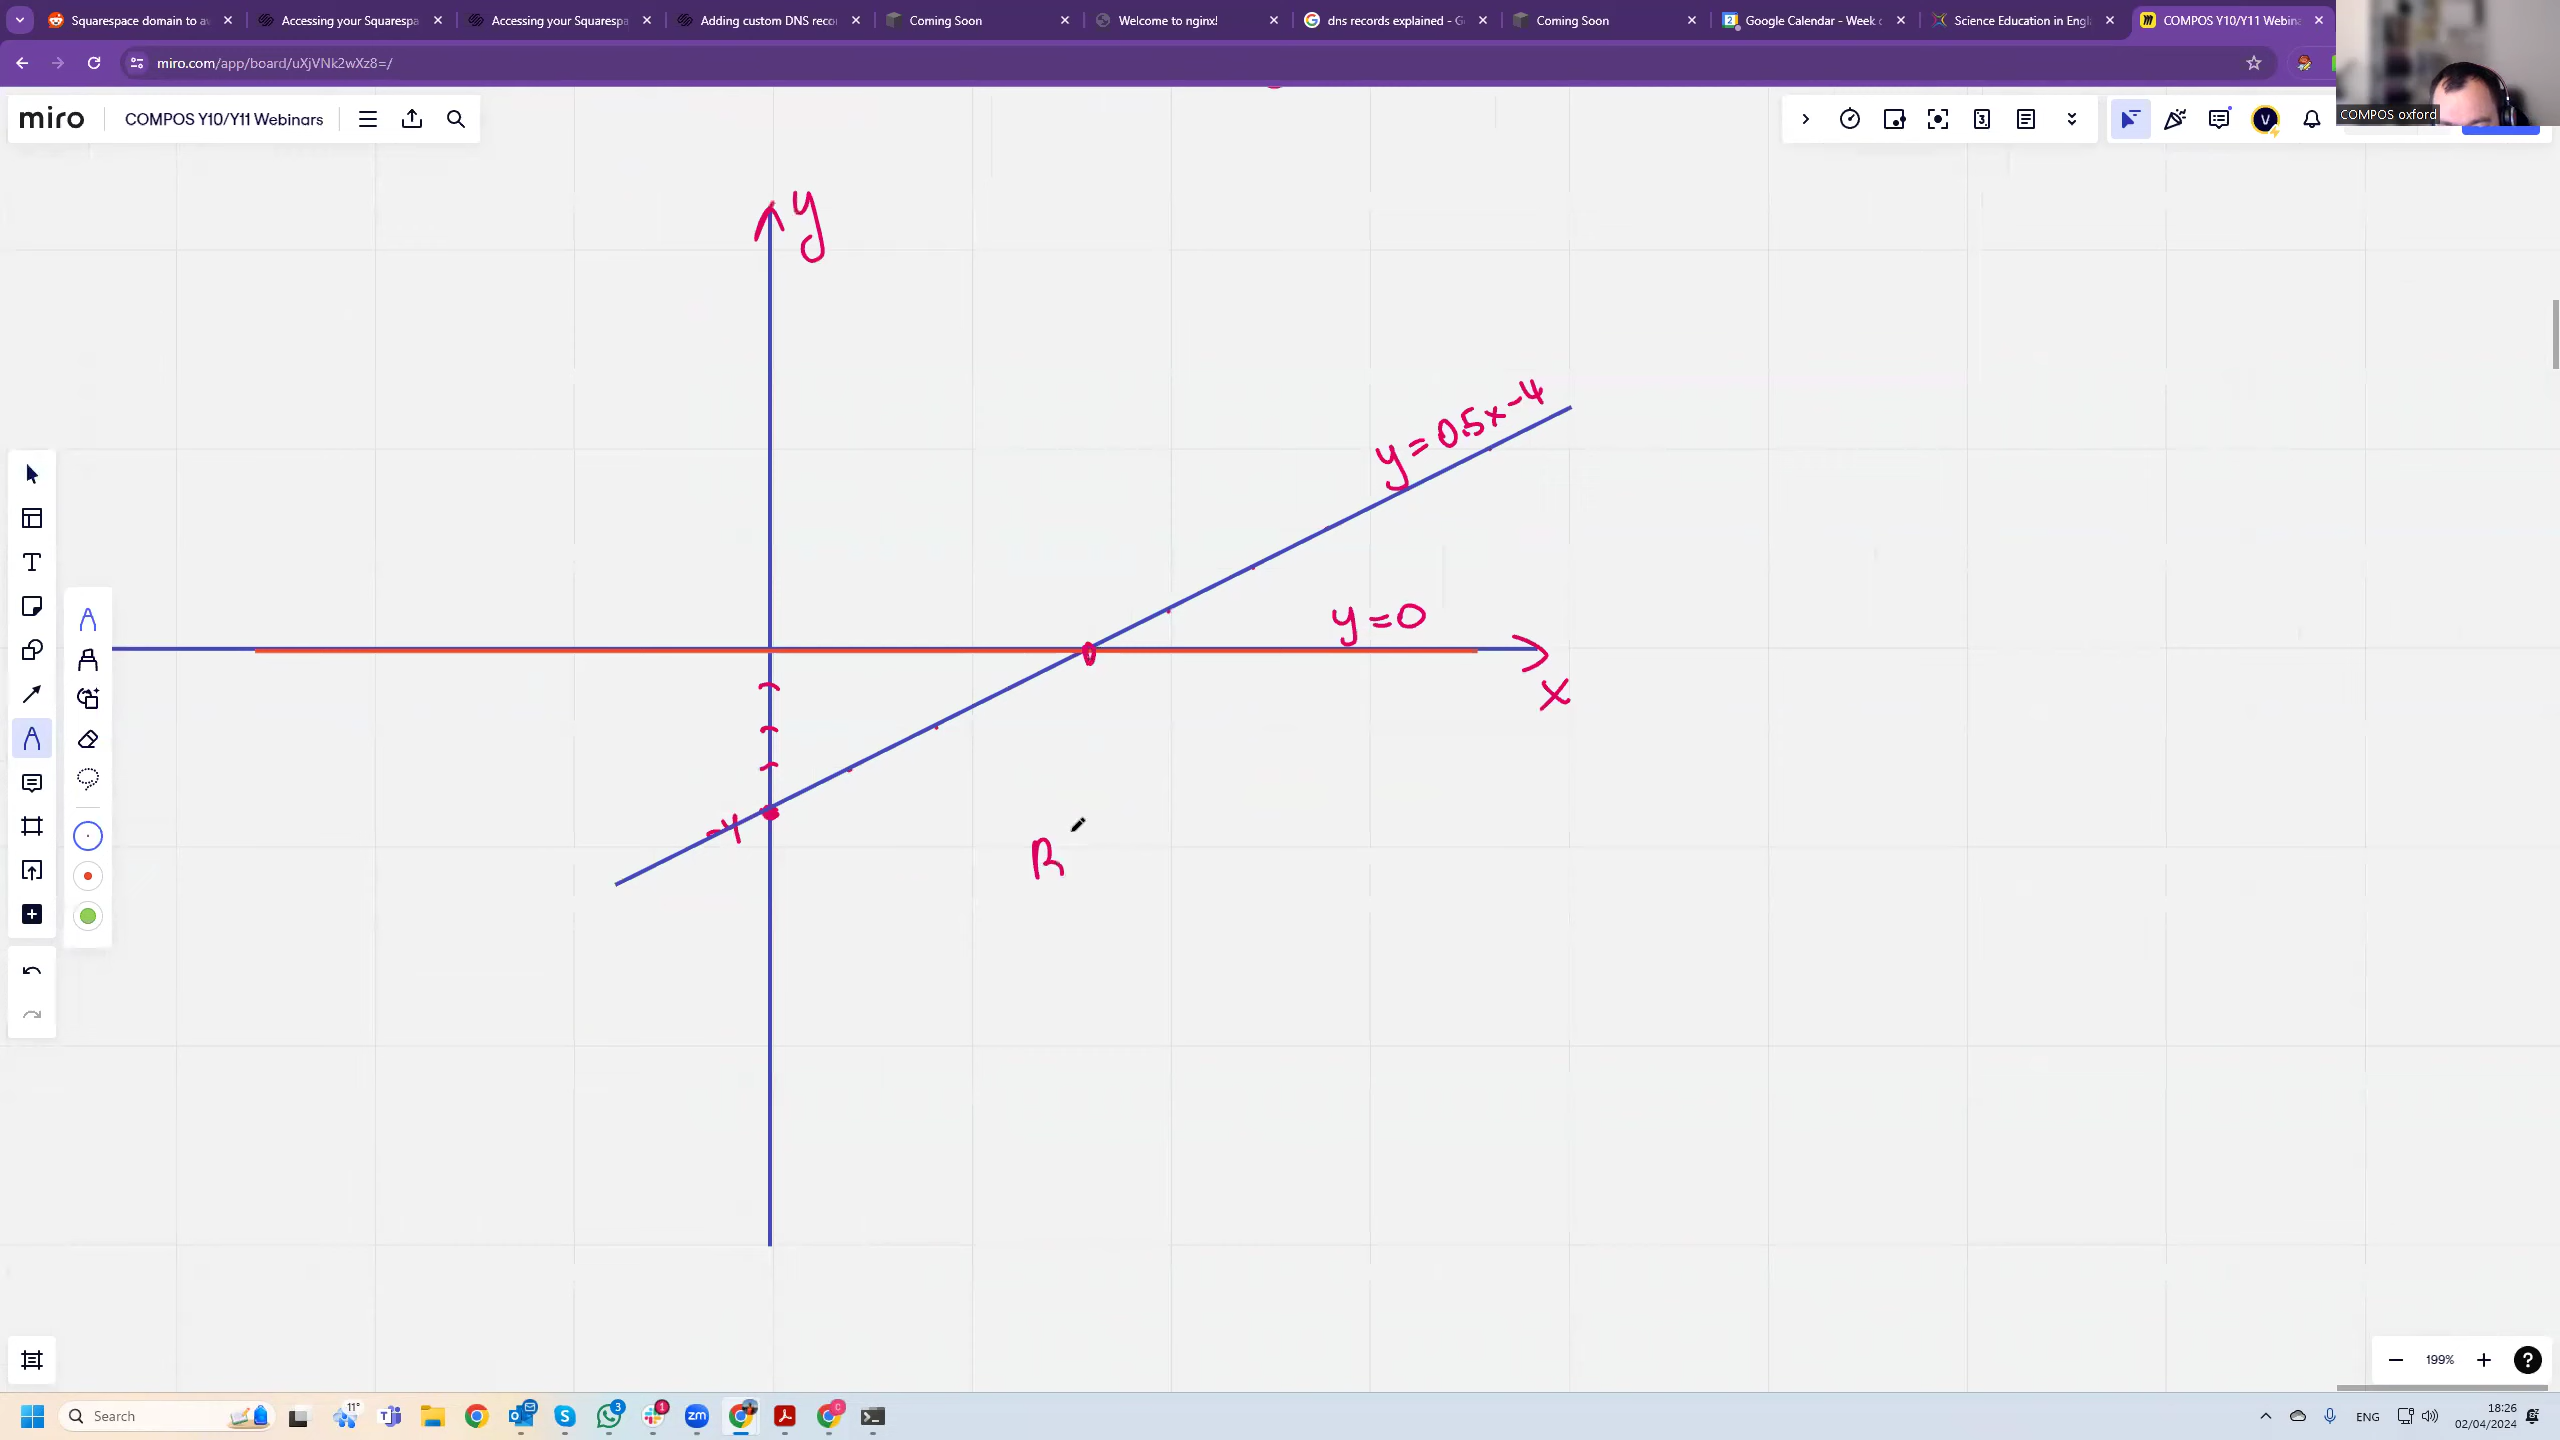 Squarespace domain to aw
Accessing your Squarespa
Accessing your Squarespa
Adding custom DNS reco
Coming Soon
Welcome to nginx!
dns records explained - G
Coming Soon
Google Calendar - Week o
Science Education in Engl
COMPOS Y10/Y11 Webina
miro.com/app/board/uXjVNk2wXz8=/
miro
COMPOS Y10/Y11 Webinars
COMPOS oxford
y
y=0.5x-4
y=0
x
-4
R
199%
Search
11°
ENG
18:26
02/04/2024